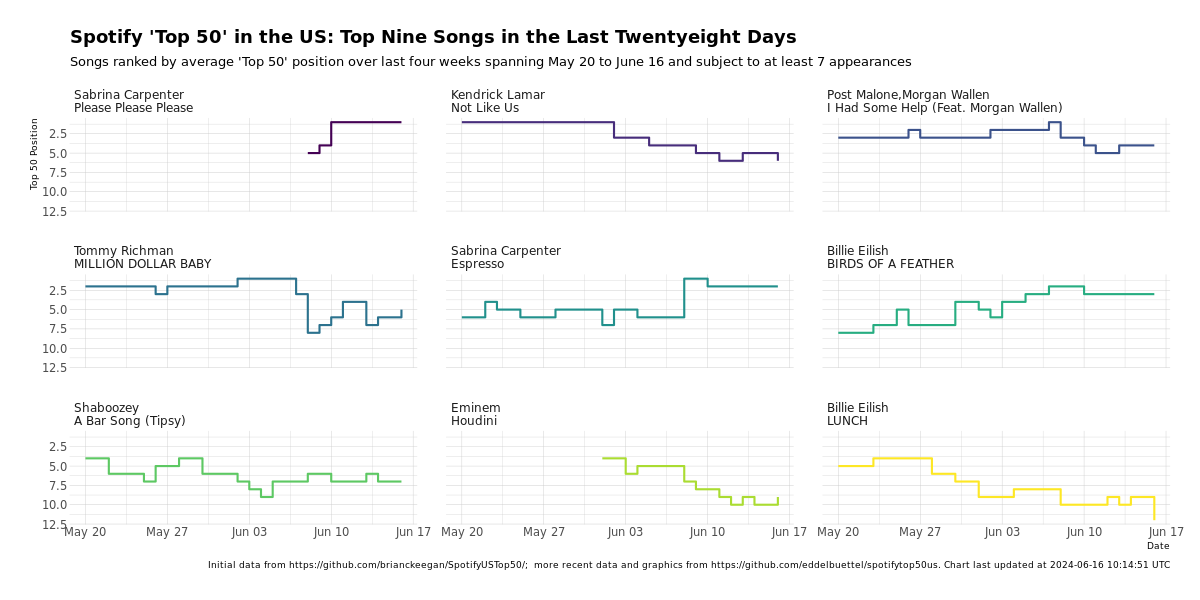 Spotify 'Top 50' in the US: Top Nine Songs in the Last Twentyeight Days
Songs ranked by average 'Top 50' position over last four weeks spanning May 20 to June 16 and subject to at least 7 appearances
Sabrina Carpenter
Please Please Please
Kendrick Lamar
Not Like Us
Post Malone,Morgan Wallen
I Had Some Help (Feat. Morgan Wallen)
Top 50 Position
2.5
5.0
7.5
10.0
12.5
Tommy Richman
MILLION DOLLAR BABY
Sabrina Carpenter
Espresso
Billie Eilish
BIRDS OF A FEATHER
2.5
5.0
7.5
10.0
12.5
Shaboozey
A Bar Song (Tipsy)
Eminem
Houdini
Billie Eilish
LUNCH
2.5
5.0
7.5
10.0
12.5
May 20 May 27 Jun 03 Jun 10 Jun 17 May 20 May 27 Jun 03 Jun 10 Jun 17 May 20 May 27 Jun 03 Jun 10 Jun 17
Date
Initial data from https://github.com/brianckeegan/SpotifyUSTop50/;  more recent data and graphics from https://github.com/eddelbuettel/spotifytop50us. Chart last updated at 2024-06-16 10:14:51 UTC